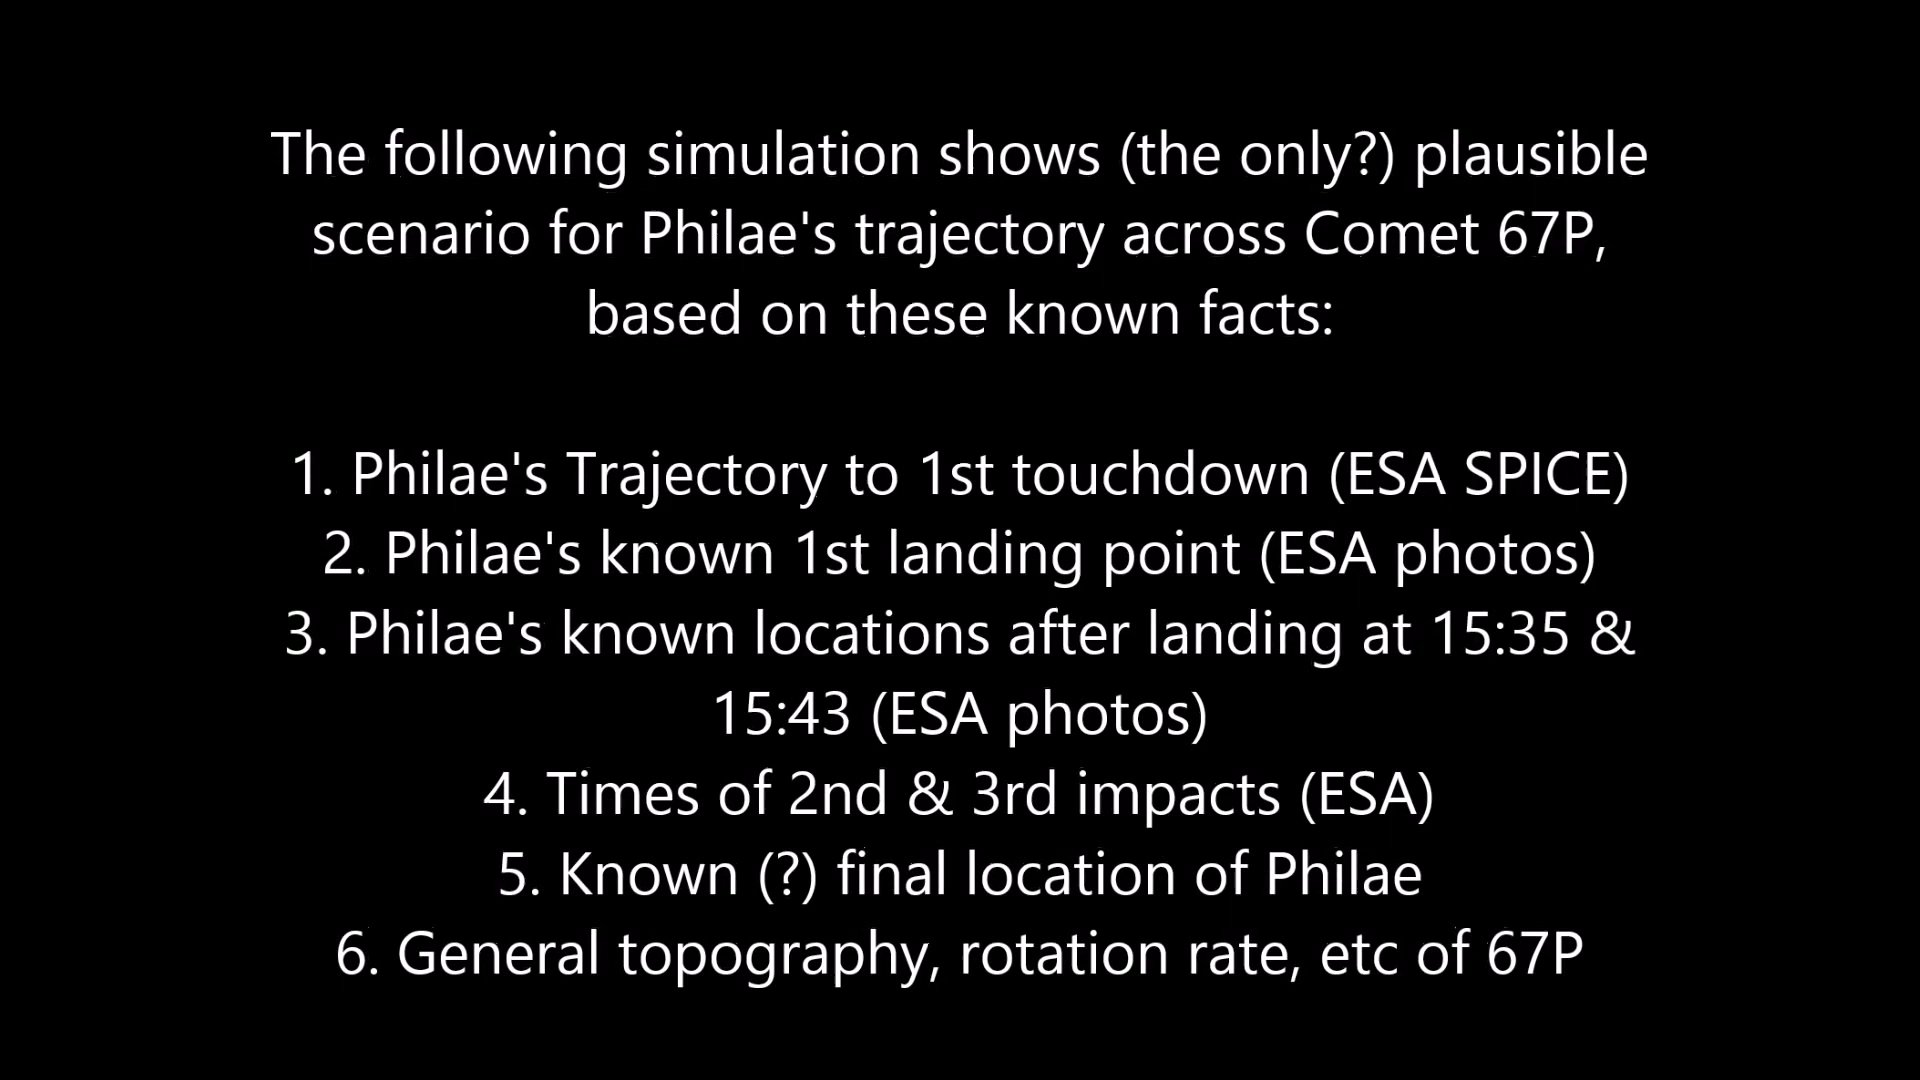 The following simulation shows (the only?) plausible
scenario for Philae's trajectory across Comet 67P,
based on these known facts:
1. Philae's Trajectory to 1st touchdown (ESA SPICE)
2. Philae's known 1st landing point (ESA photos)
3. Philae's known locations after landing at 15:35 &
15:43 (ESA photos)
4. Times of 2nd & 3rd impacts (ESA)
5. Known (?) final location of Philae
6. General topography, rotation rate, etc of 67P